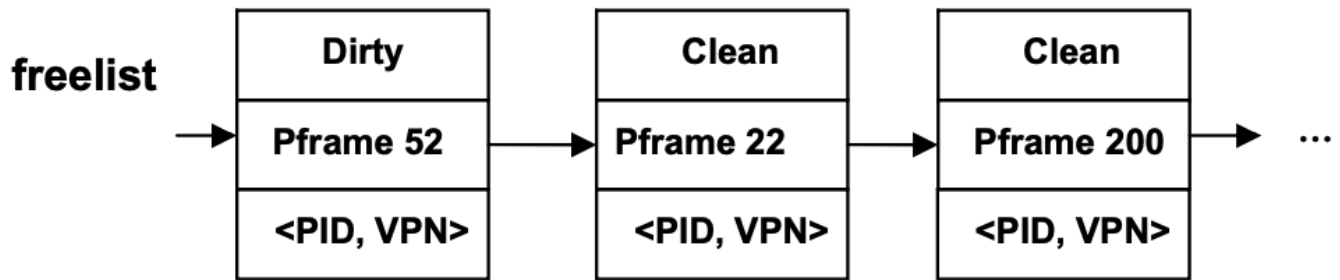 freelist
Dirty
Pframe 52
<PID, VPN>
Clean
Pframe 22
<PID, VPN>
Clean
Pframe 200
<PID, VPN>
...